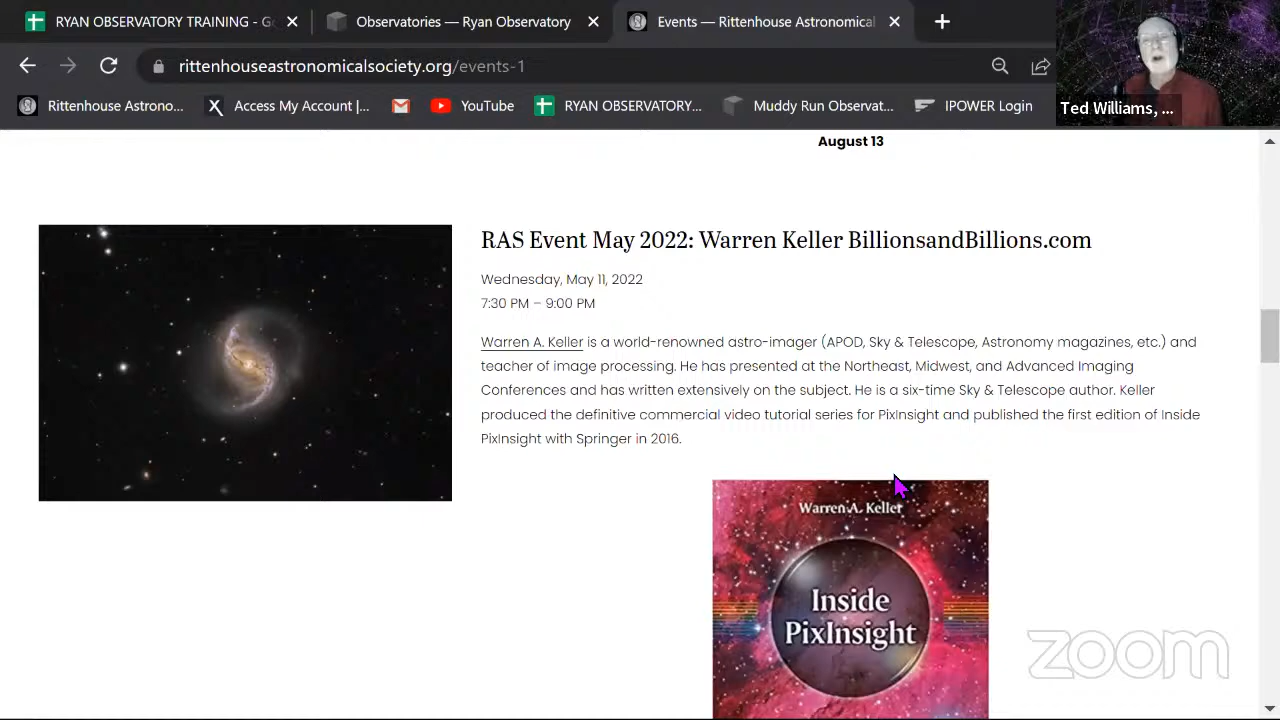 RYAN OBSERVATORY TRAINING - Go
Observatories — Ryan Observatory
Events — Rittenhouse Astronomical
rittenhouseastronomicalsociety.org/events-1
Rittenhouse Astrono...
Access My Account |...
YouTube
RYAN OBSERVATORY...
Muddy Run Observat...
IPOWER Login
Ted Williams, ...
August 13
RAS Event May 2022: Warren Keller BillionsandBillions.com
Wednesday, May 11, 2022
7:30 PM – 9:00 PM
Warren A. Keller is a world-renowned astro-imager (APOD, Sky & Telescope, Astronomy magazines, etc.) and
teacher of image processing. He has presented at the Northeast, Midwest, and Advanced Imaging
Conferences and has written extensively on the subject. He is a six-time Sky & Telescope author. Keller
produced the definitive commercial video tutorial series for PixInsight and published the first edition of Inside
PixInsight with Springer in 2016.
Warren A. Keller
Inside
PixInsight
zoom